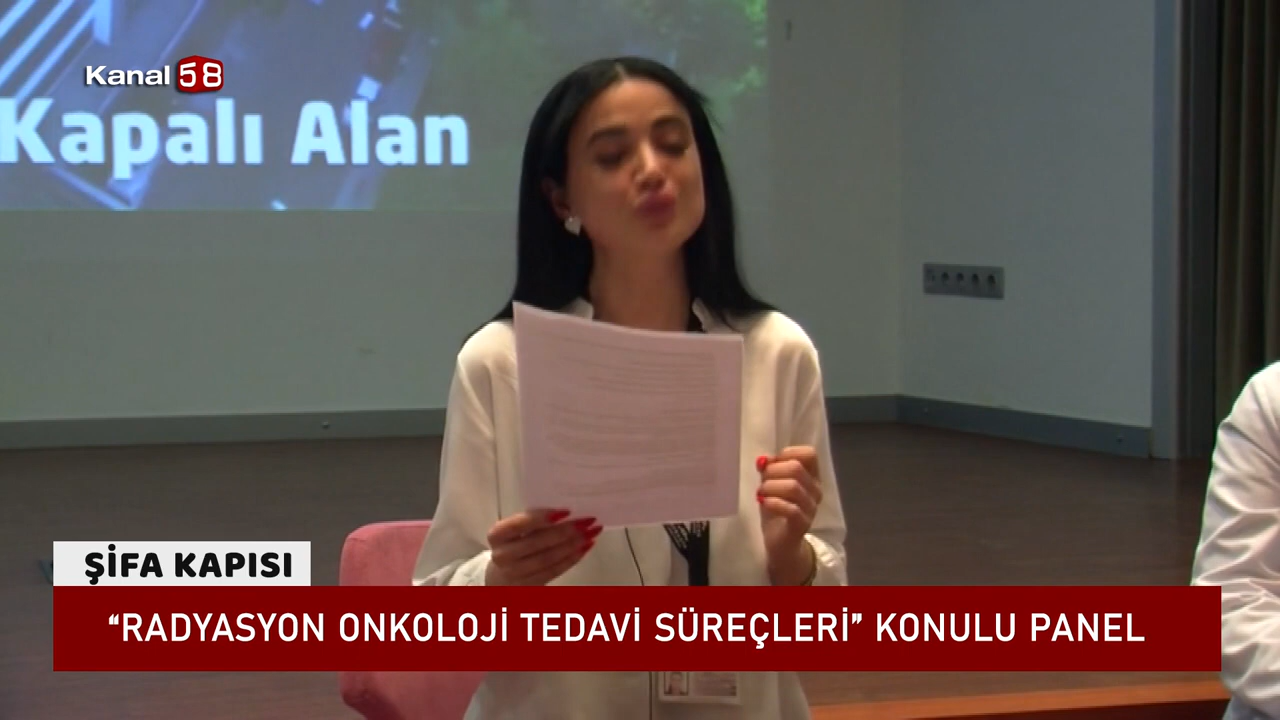 Kanal 58
Kapalı Alan
ŞİFA KAPISI
“RADYASYON ONKOLOJİ TEDAVİ SÜREÇLERİ” KONULU PANEL